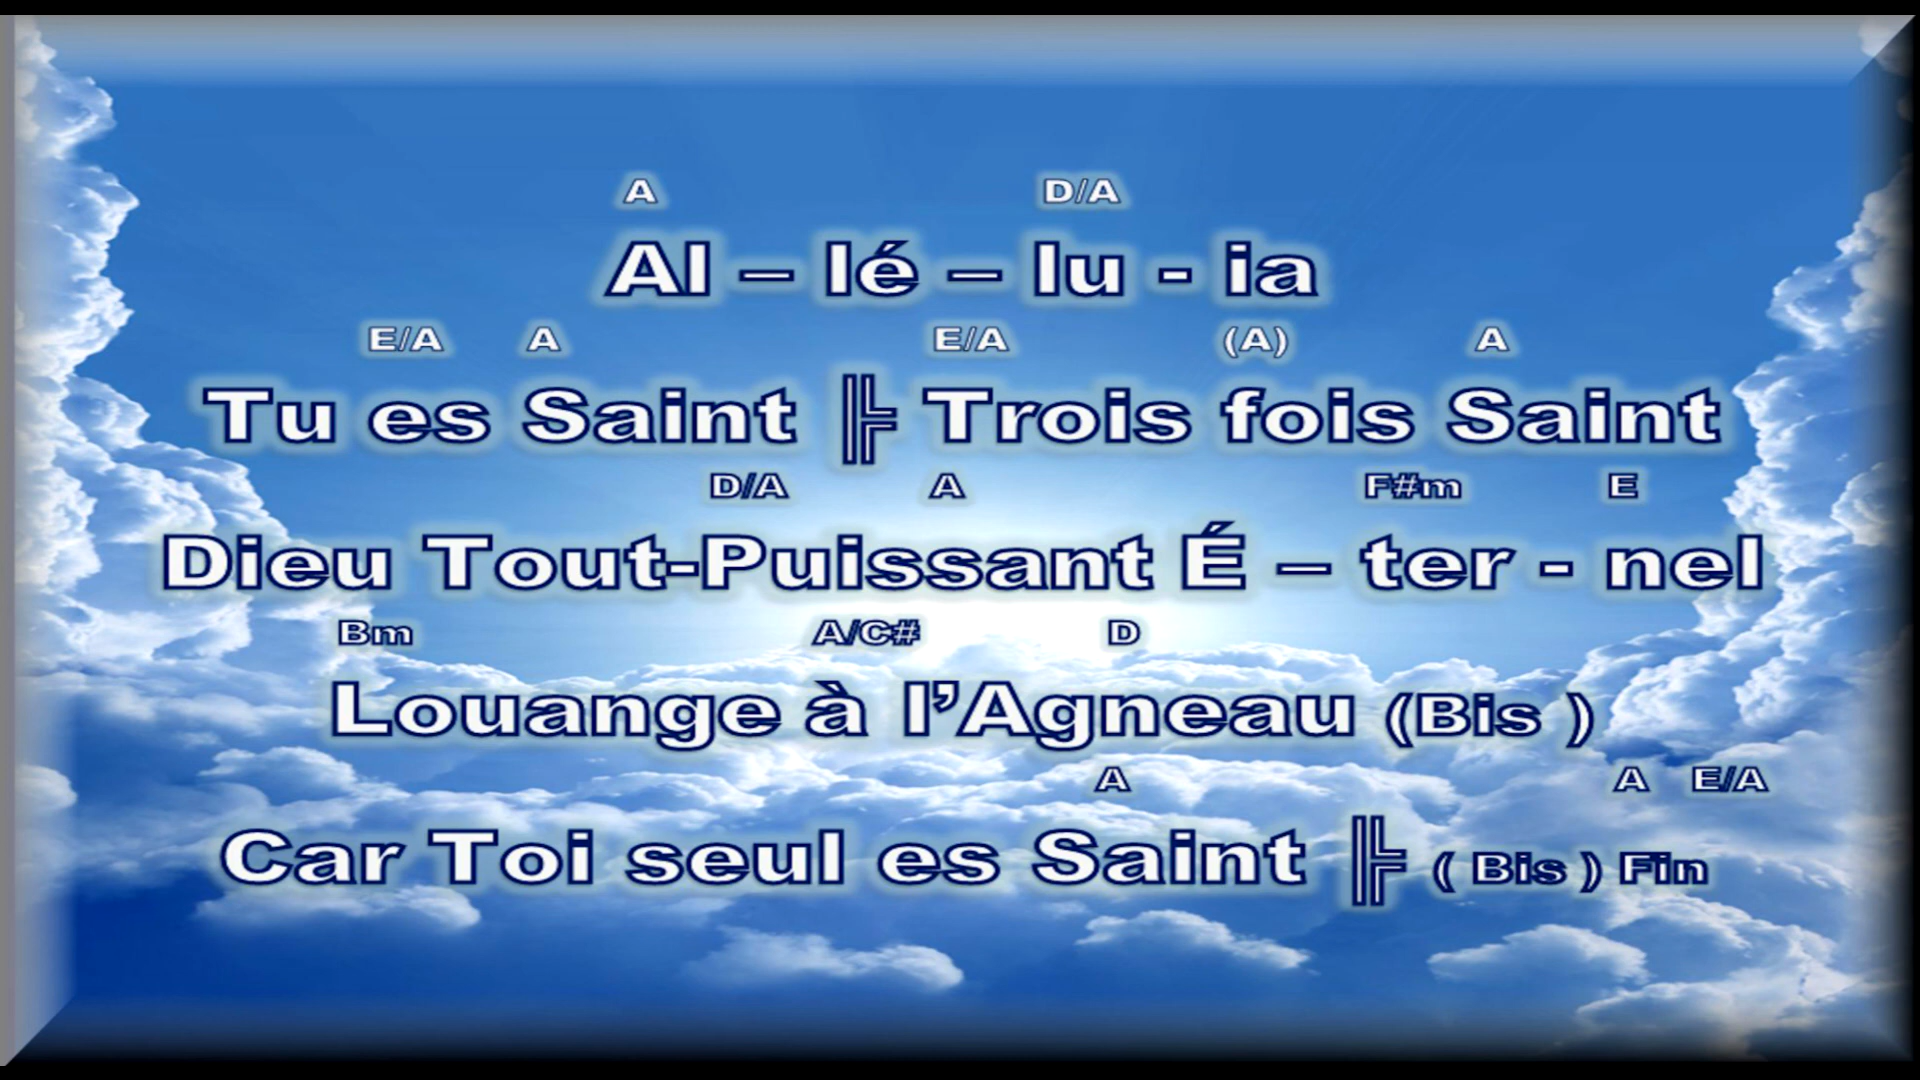 A D/A
Al – lé – lu - ia
E/A A E/A (A) A
Tu es Saint ╟ Trois fois Saint
D/A A F#m E
Dieu Tout-Puissant É – ter - nel
Bm A/C# D
Louange à l’Agneau (Bis )
A A E/A
Car Toi seul es Saint ╟ ( Bis ) Fin